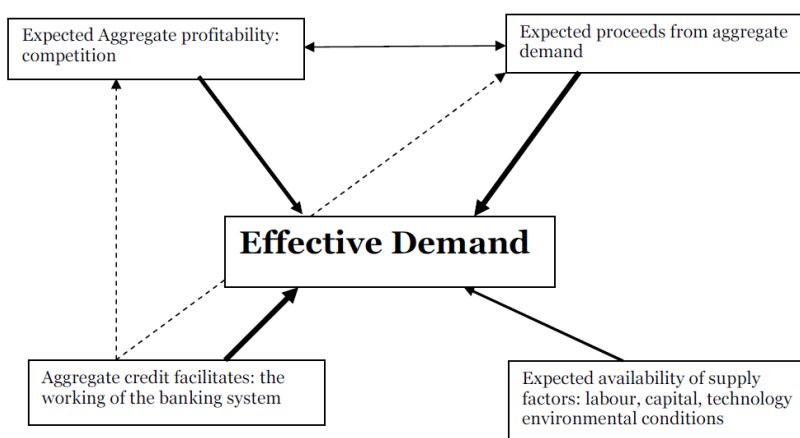 Expected Aggregate profitability:
competition
Expected proceeds from aggregate
demand
Effective Demand
Aggregate credit facilitates: the
working of the banking system
Expected availability of supply
factors: labour, capital, technology
environmental conditions